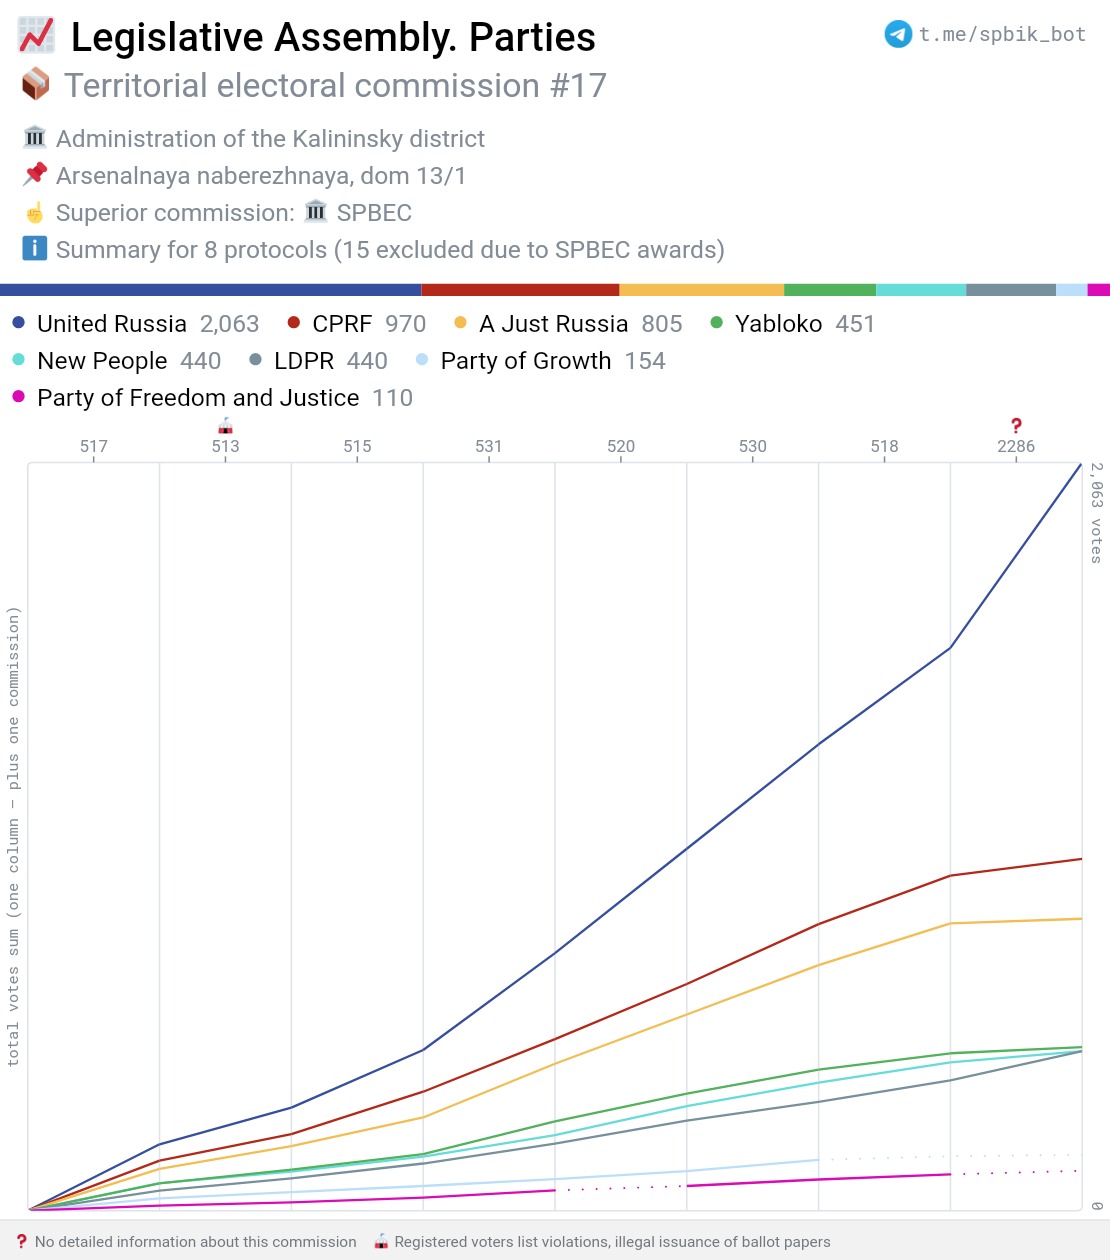 Legislative Assembly. Parties
t.me/spbik_bot
Territorial electoral commission #17
Administration of the Kalininsky district
Arsenalnaya naberezhnaya, dom 13/1
Superior commission: SPBEC
Summary for 8 protocols (15 excluded due to SPBEC awards)
United Russia 2,063 CPRF 970 A Just Russia 805 Yabloko 451
New People 440 LDPR 440 Party of Growth 154
Party of Freedom and Justice 110
517 513 515 531 520 530 518 2286
2,063 votes
total votes sum (one column – plus one commission)
0
No detailed information about this commission Registered voters list violations, illegal issuance of ballot papers